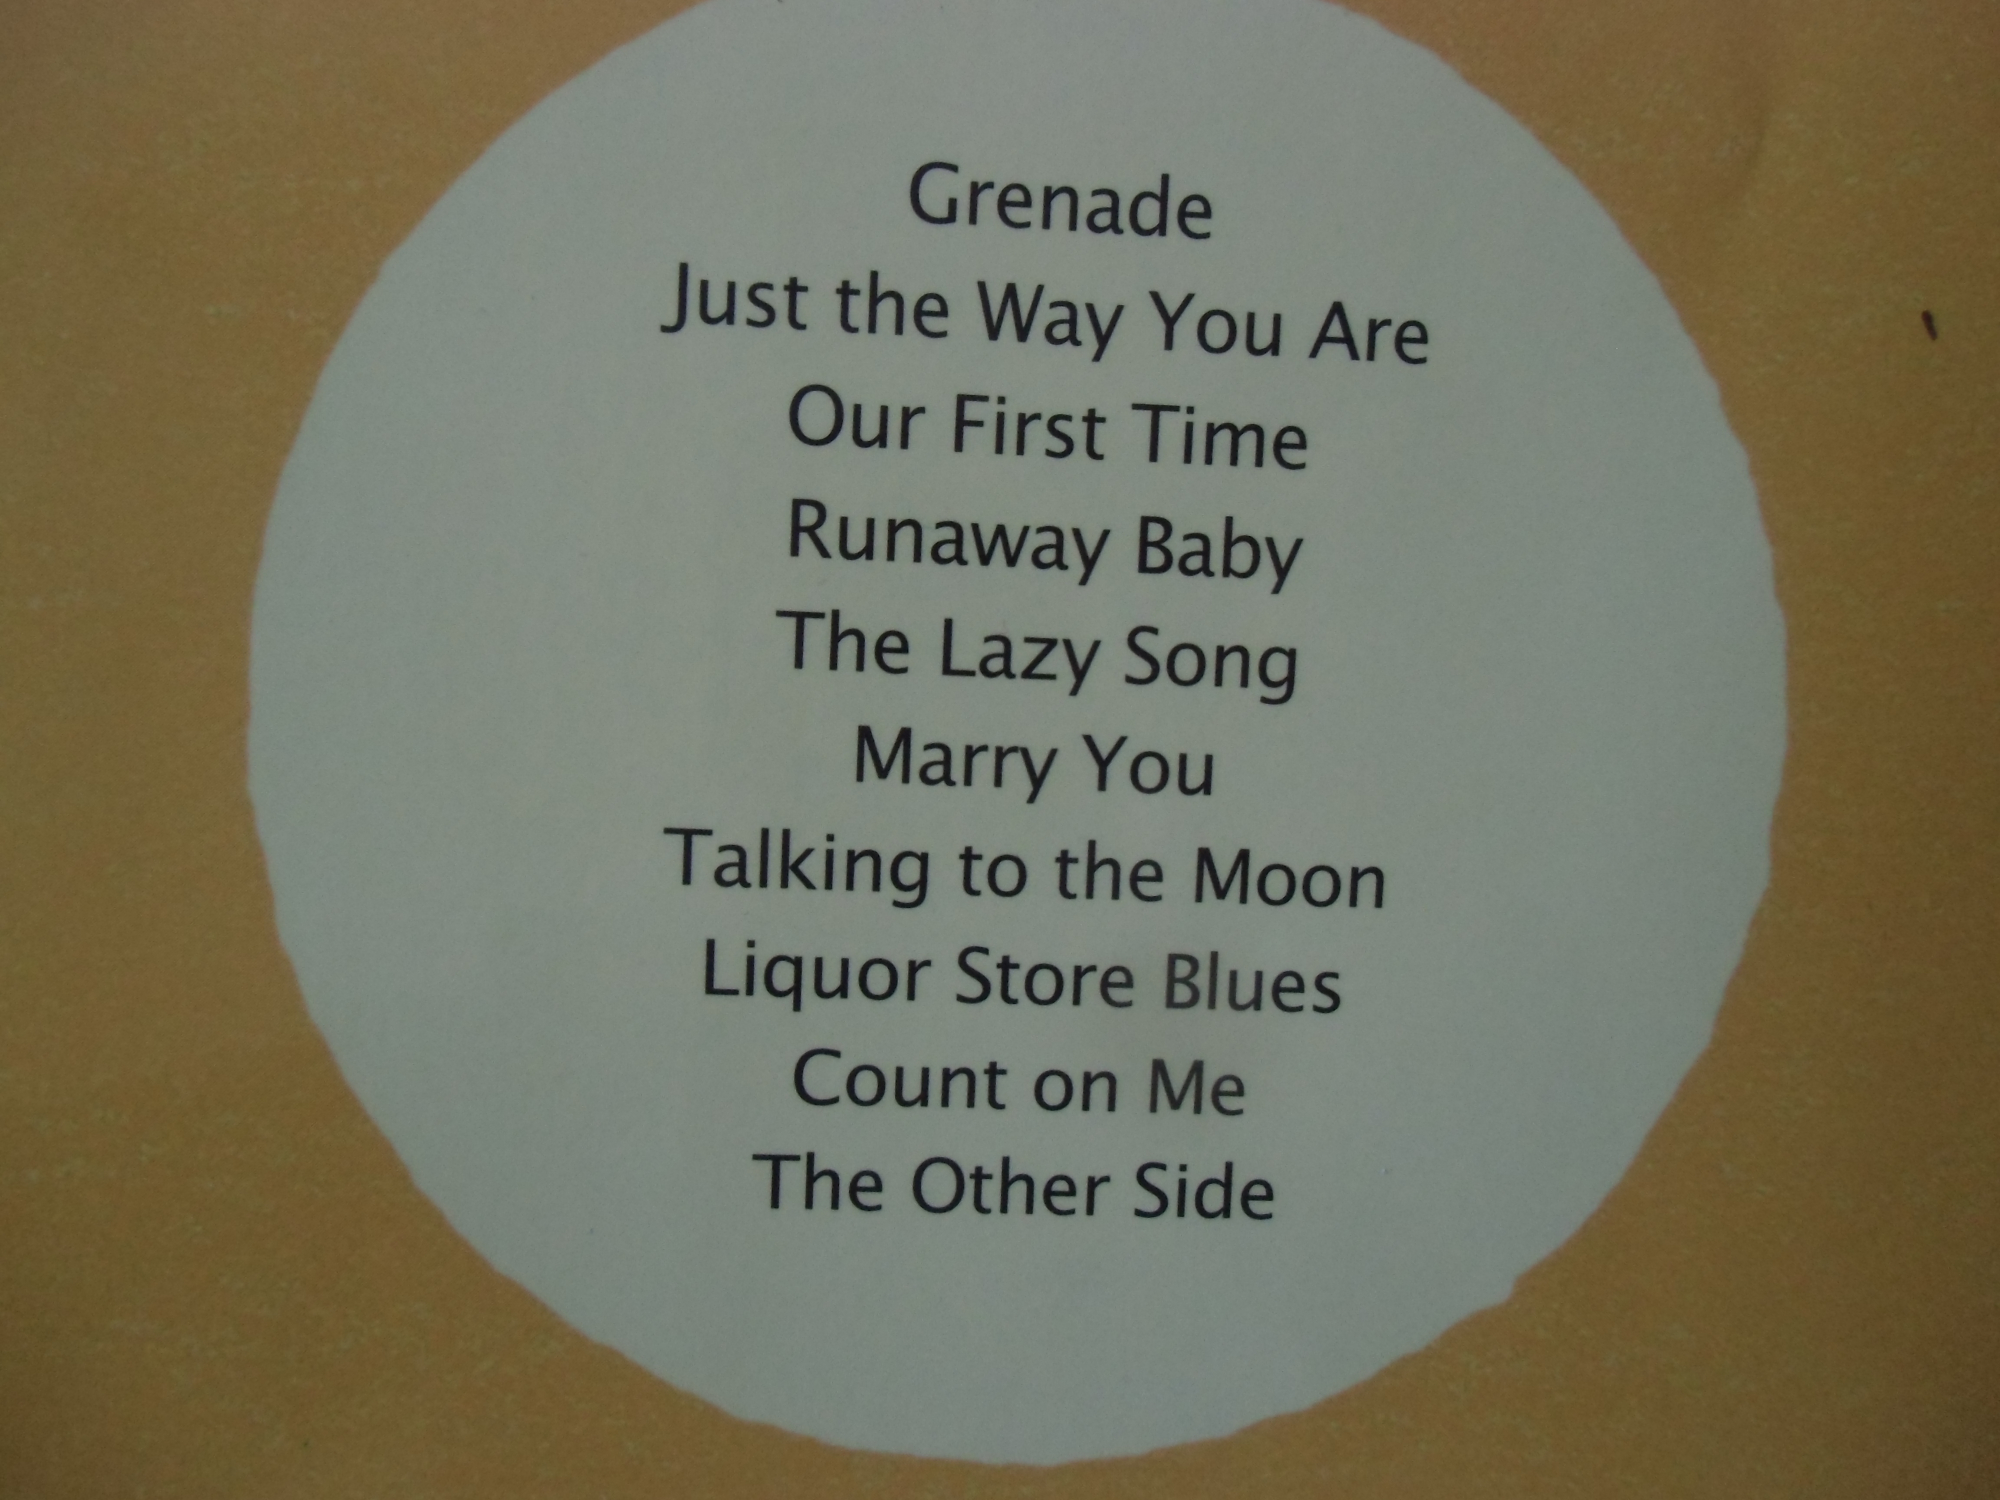 Grenade
Just the Way You Are
Our First Time
Runaway Baby
The Lazy Song
Marry You
Talking to the Moon
Liquor Store Blues
Count on Me
The Other Side